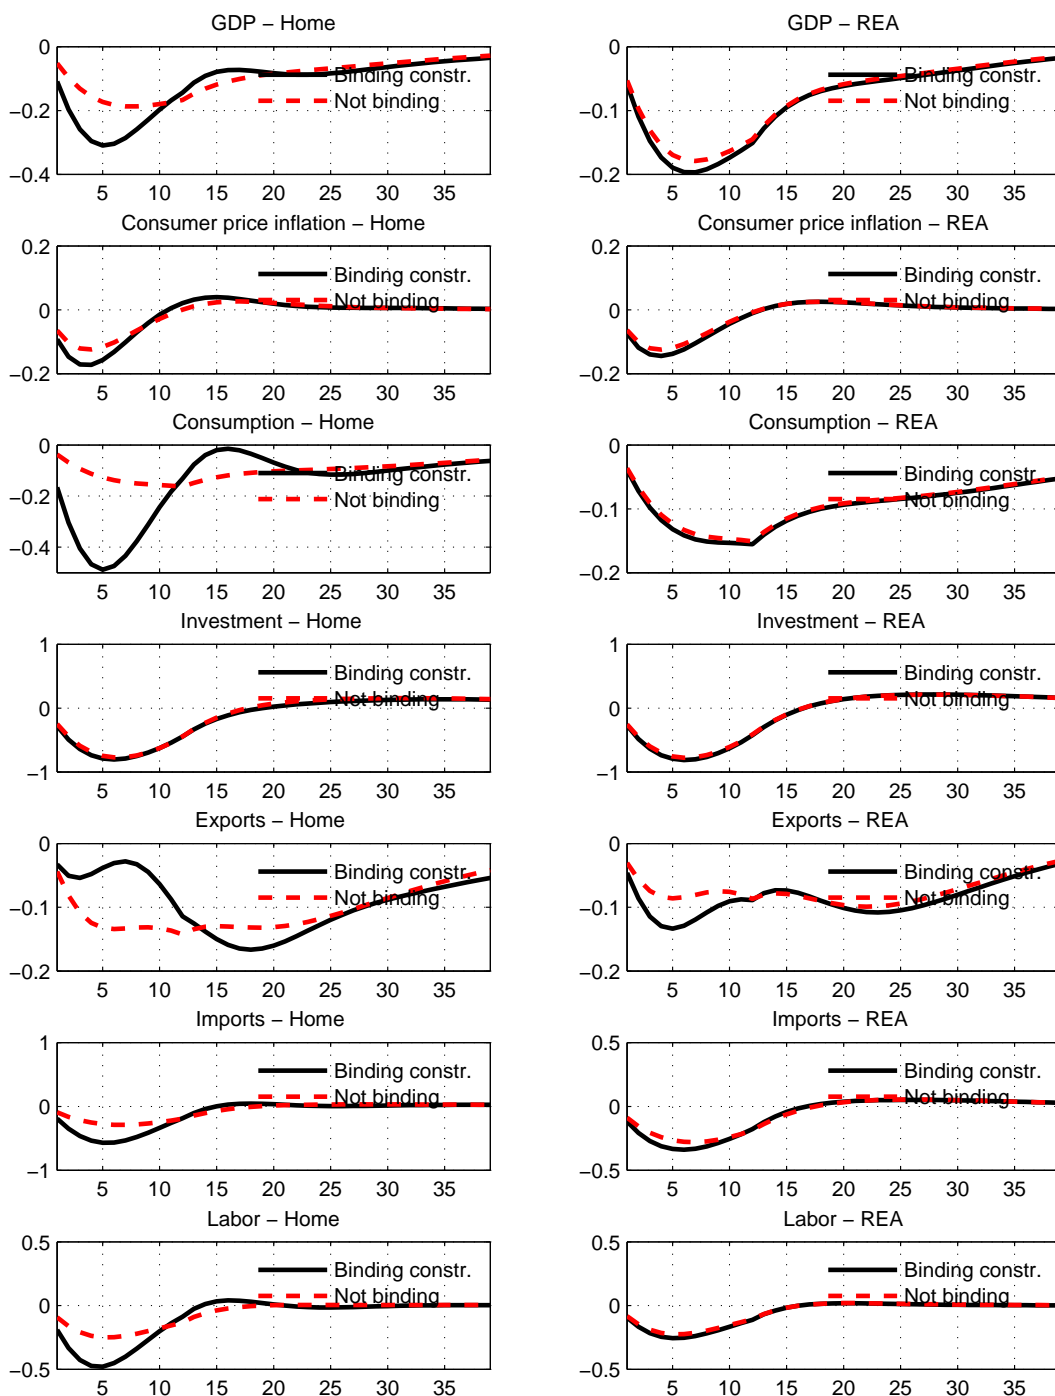 GDP − Home
GDP − REA
0
−0.2
−0.4
Binding constr.
Not binding
5 10 15 20 25 30 35
0
−0.1
−0.2
Binding constr.
Not binding
5 10 15 20 25 30 35
Consumer price inflation − Home
Consumer price inflation − REA
0.2
0
−0.2
Binding constr.
Not binding
5 10 15 20 25 30 35
0.2
0
−0.2
Binding constr.
Not binding
5 10 15 20 25 30 35
Consumption − Home
Consumption − REA
0
−0.2
−0.4
Binding constr.
Not binding
5 10 15 20 25 30 35
0
−0.1
−0.2
Binding constr.
Not binding
5 10 15 20 25 30 35
Investment − Home
Investment − REA
1
0
−1
Binding constr.
Not binding
5 10 15 20 25 30 35
1
0
−1
Binding constr.
Not binding
5 10 15 20 25 30 35
Exports − Home
Exports − REA
0
−0.1
−0.2
Binding constr.
Not binding
5 10 15 20 25 30 35
0
−0.1
−0.2
Binding constr.
Not binding
5 10 15 20 25 30 35
Imports − Home
Imports − REA
1
0
−1
Binding constr.
Not binding
5 10 15 20 25 30 35
0.5
0
−0.5
Binding constr.
Not binding
5 10 15 20 25 30 35
Labor − Home
Labor − REA
0.5
0
−0.5
Binding constr.
Not binding
5 10 15 20 25 30 35
0.5
0
−0.5
Binding constr.
Not binding
5 10 15 20 25 30 35